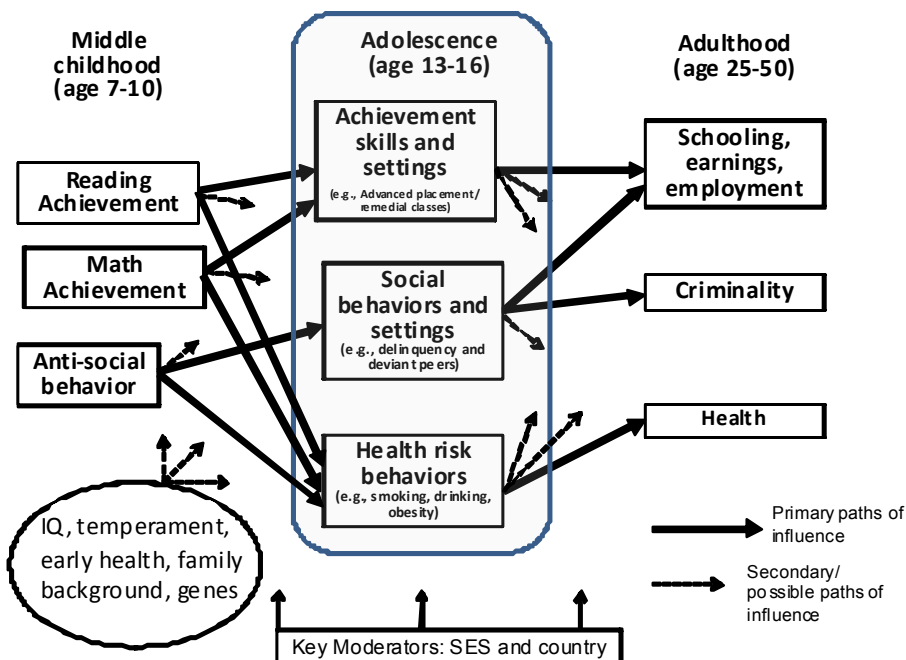 Middle
childhood
(age 7-10)
Adolescence
(age 13-16)
Adulthood
(age 25-50)
Reading
Achievement
Math
Achievement
Anti-social
behavior
IQ, temperament,
early health, family
background, genes
Achievement
skills and
settings
(e.g., Advanced placement/
remedial classes)
Social
behaviors and
settings
(e.g., delinquency and
deviant peers)
Health risk
behaviors
(e.g., smoking, drinking,
obesity)
Schooling,
earnings,
employment
Criminality
Health
Primary paths of
influence
Secondary/
possible paths of
influence
Key Moderators: SES and country